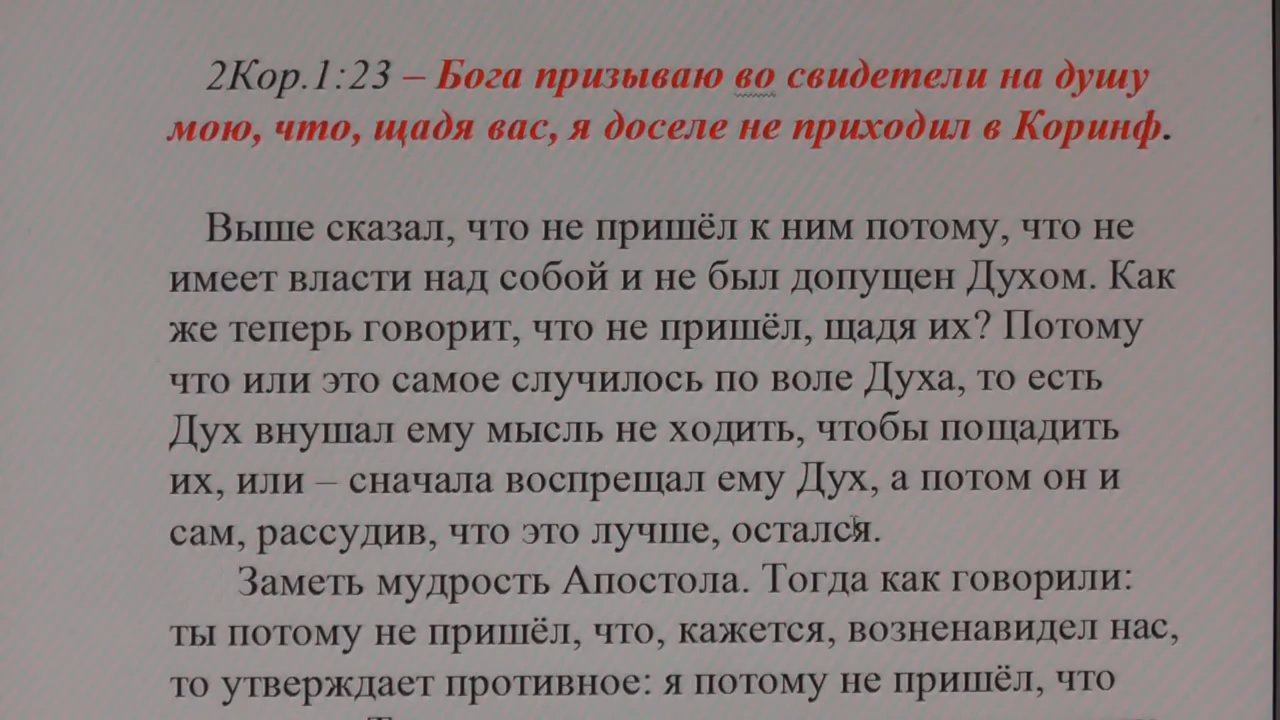 2Кор.1:23 – Бога призываю во свидетели на душу
мою, что, щадя вас, я доселе не приходил в Коринф.
Выше сказал, что не пришёл к ним потому, что не
имеет власти над собой и не был допущен Духом. Как
же теперь говорит, что не пришёл, щадя их? Потому
что или это самое случилось по воле Духа, то есть
Дух внушал ему мысль не ходить, чтобы пощадить
их, или – сначала воспрещал ему Дух, а потом он и
сам, рассудив, что это лучше, остался.
Заметь мудрость Апостола. Тогда как говорили:
ты потому не пришёл, что, кажется, возненавидел нас,
то утверждает противное: я потому не пришёл, что